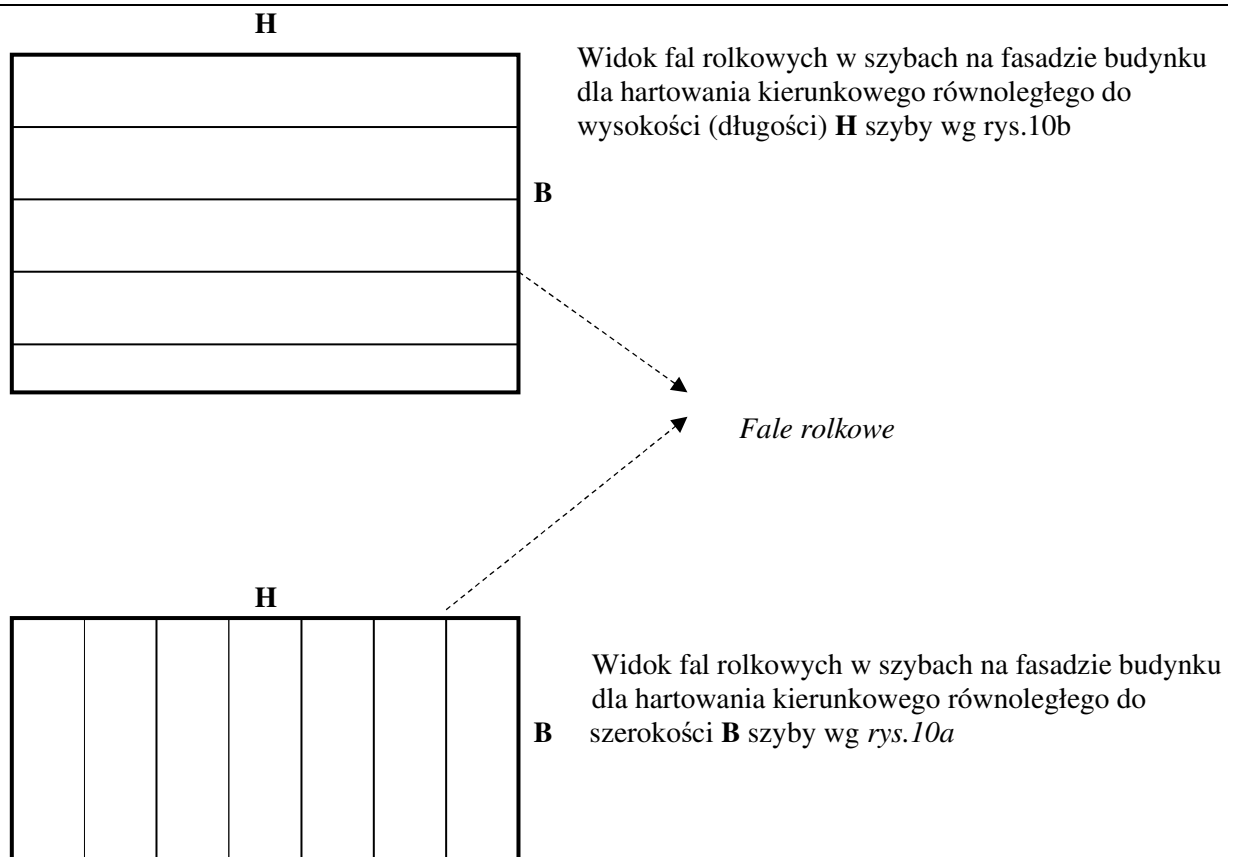 H
Widok fal rolkowych w szybach na fasadzie budynku
dla hartowania kierunkowego równoległego do
wysokości (długości) H szyby wg rys.10b
B
Fale rolkowe
H
Widok fal rolkowych w szybach na fasadzie budynku
dla hartowania kierunkowego równoległego do
B szerokości B szyby wg rys.10a